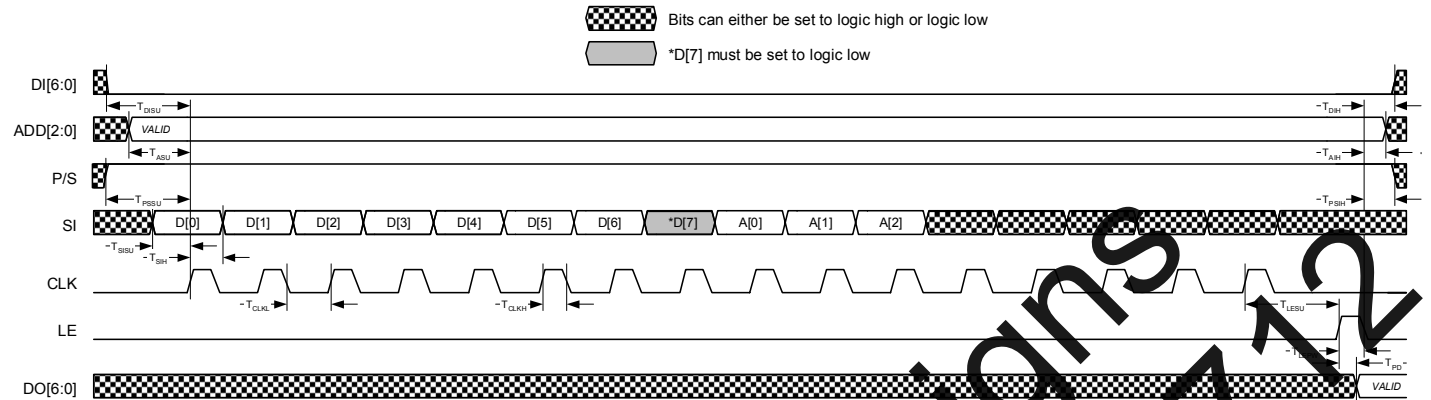 Bits can either be set to logic high or logic low
*D[7] must be set to logic low
DI[6:0]
TDISU
TDIH
ADD[2:0]
VALID
TASU
TAIH
P/S
TPSSU
TPSIH
SI
D[0] D[1] D[2] D[3] D[4] D[5] D[6] *D[7] A[0] A[1] A[2]
TSISU
TSIH
CLK
TCLKL
TCLKH
TLESU
LE
TPD
DO[6:0]
VALID